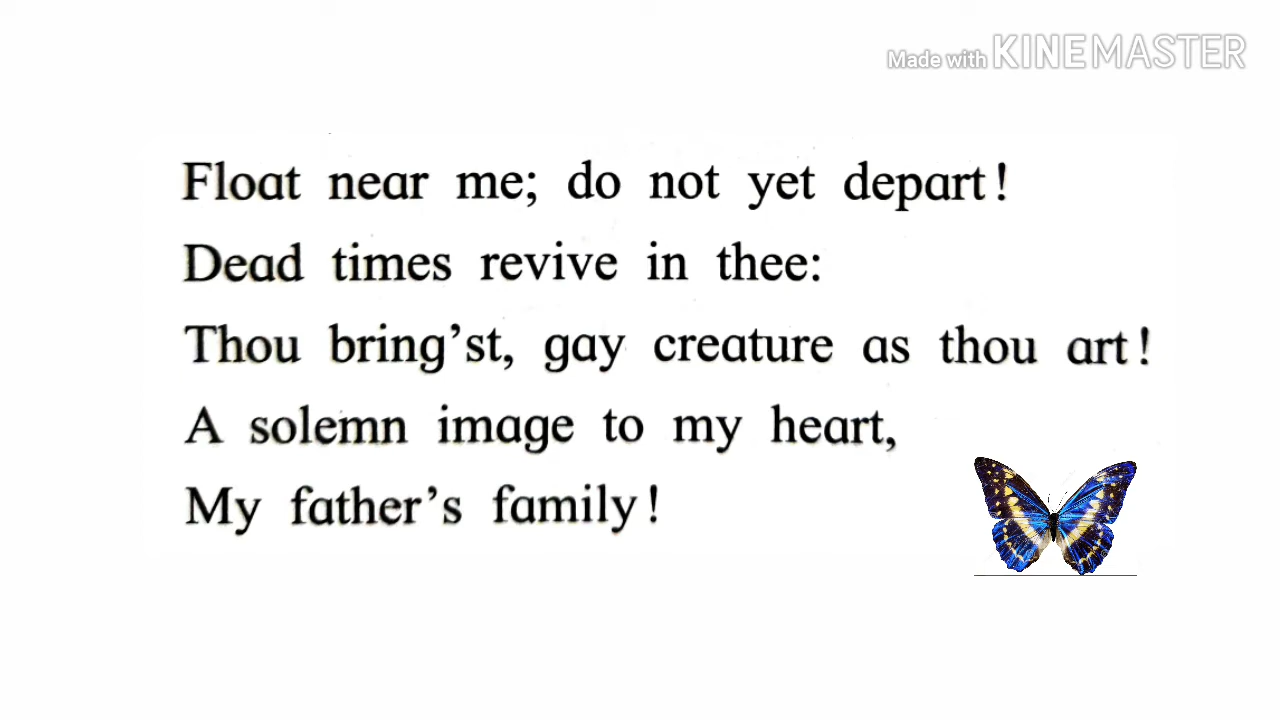 Made with KINEMASTER
Float near me; do not yet depart!
Dead times revive in thee:
Thou bring’st, gay creature as thou art!
A solemn image to my heart,
My father’s family!